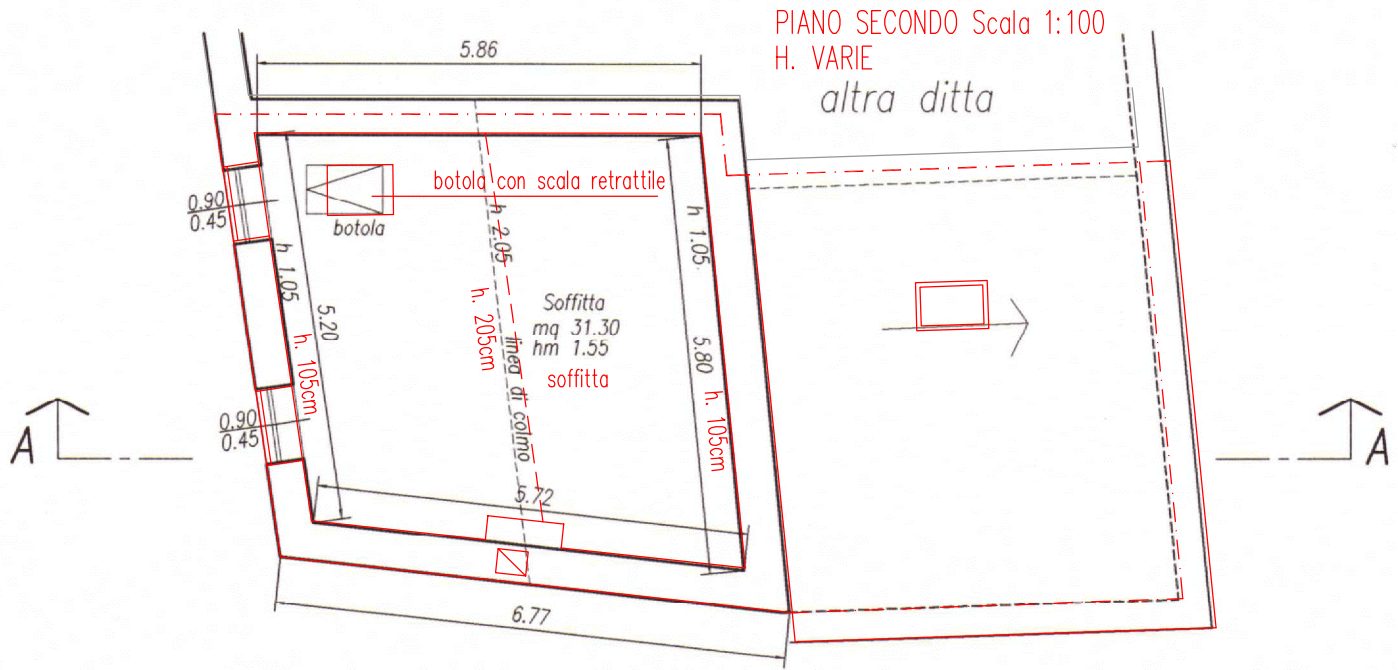 PIANO SECONDO Scala 1:100
H. VARIE
altra ditta
5.86
botola con scala retrattile
botola
0.90
0.45
h 1.05
5.20
h. 105cm
h 2.05
h. 205cm
linea di colmo
Soffitta
mq 31.30
hm 1.55
soffitta
h 1.05
5.80
h. 105cm
0.90
0.45
A
A
5.72
6.77